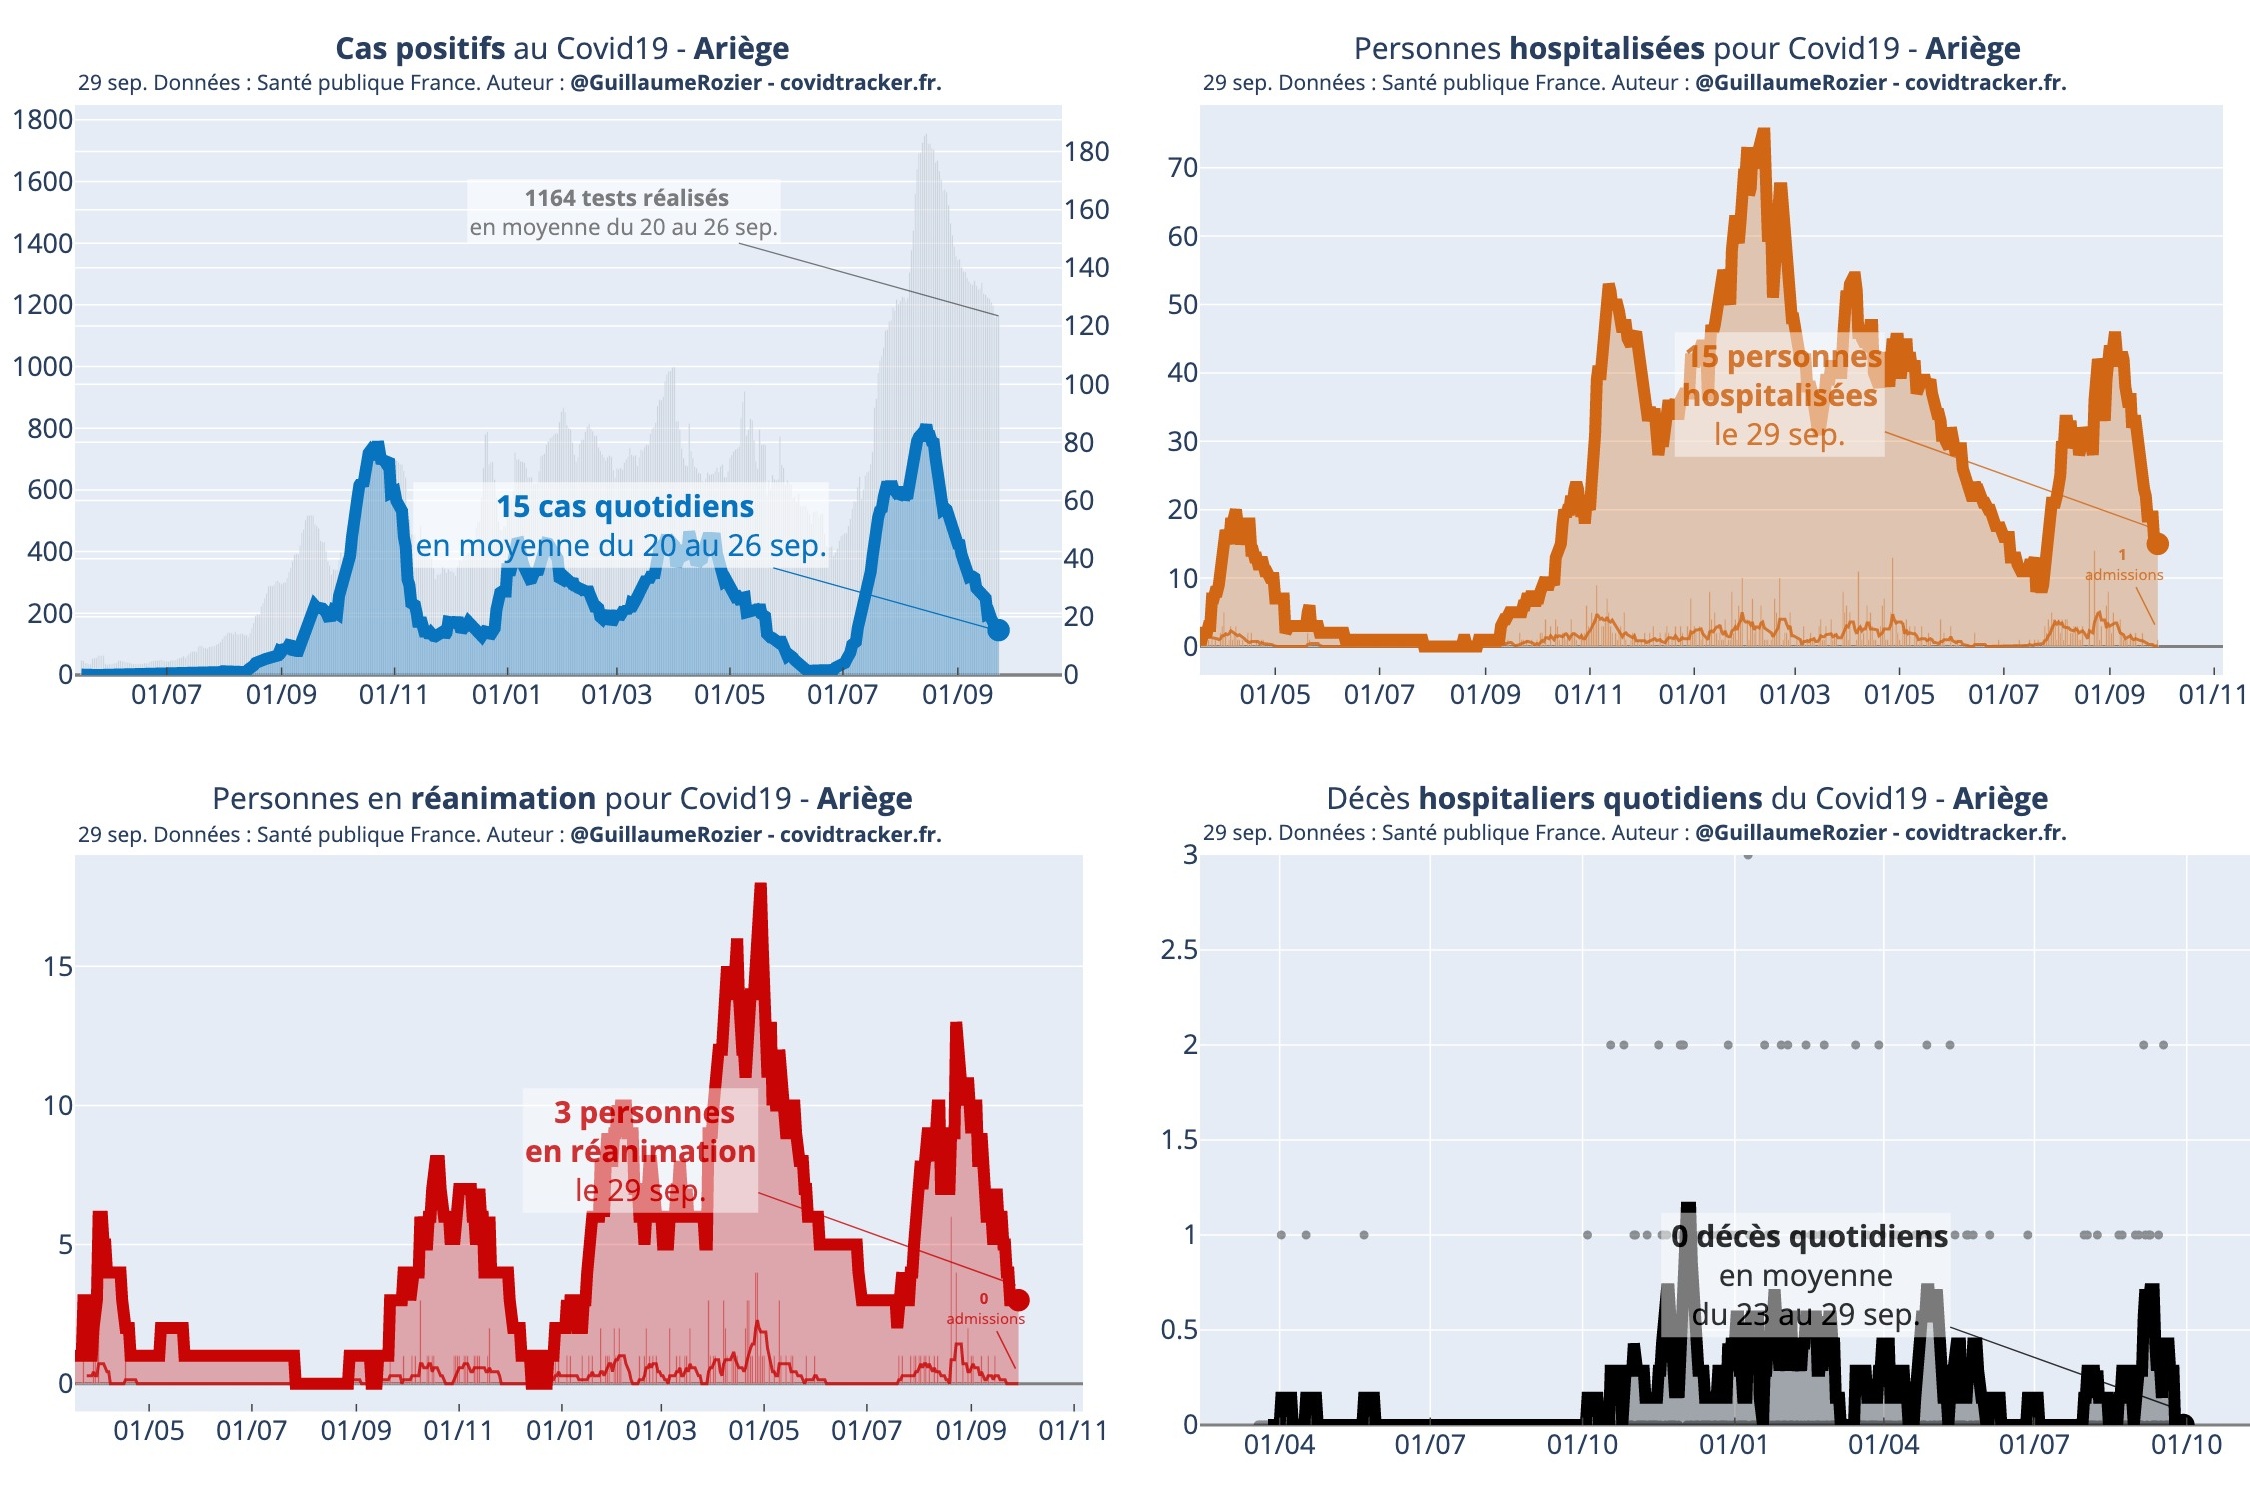 Cas positifs au Covid19 - Ariège
29 sep. Données : Santé publique France. Auteur : @GuillaumeRozier - covidtracker.fr.
1800
1600
1400
1200
1000
800
600
400
200
0
180
160
140
120
100
80
60
40
20
0
1164 tests réalisés
en moyenne du 20 au 26 sep.
15 cas quotidiens
en moyenne du 20 au 26 sep.
01/07 01/09 01/11 01/01 01/03 01/05 01/07 01/09
Personnes hospitalisées pour Covid19 - Ariège
29 sep. Données : Santé publique France. Auteur : @GuillaumeRozier - covidtracker.fr.
70
60
50
40
30
20
10
0
15 personnes
hospitalisées
le 29 sep.
1
admissions
01/05 01/07 01/09 01/11 01/01 01/03 01/05 01/07 01/09 01/11
Personnes en réanimation pour Covid19 - Ariège
29 sep. Données : Santé publique France. Auteur : @GuillaumeRozier - covidtracker.fr.
15
10
5
0
3 personnes
en réanimation
le 29 sep.
0
admissions
01/05 01/07 01/09 01/11 01/01 01/03 01/05 01/07 01/09 01/11
Décès hospitaliers quotidiens du Covid19 - Ariège
29 sep. Données : Santé publique France. Auteur : @GuillaumeRozier - covidtracker.fr.
3
2.5
2
1.5
1
0.5
0
0 décès quotidiens
en moyenne
du 23 au 29 sep.
01/04 01/07 01/10 01/01 01/04 01/07 01/10